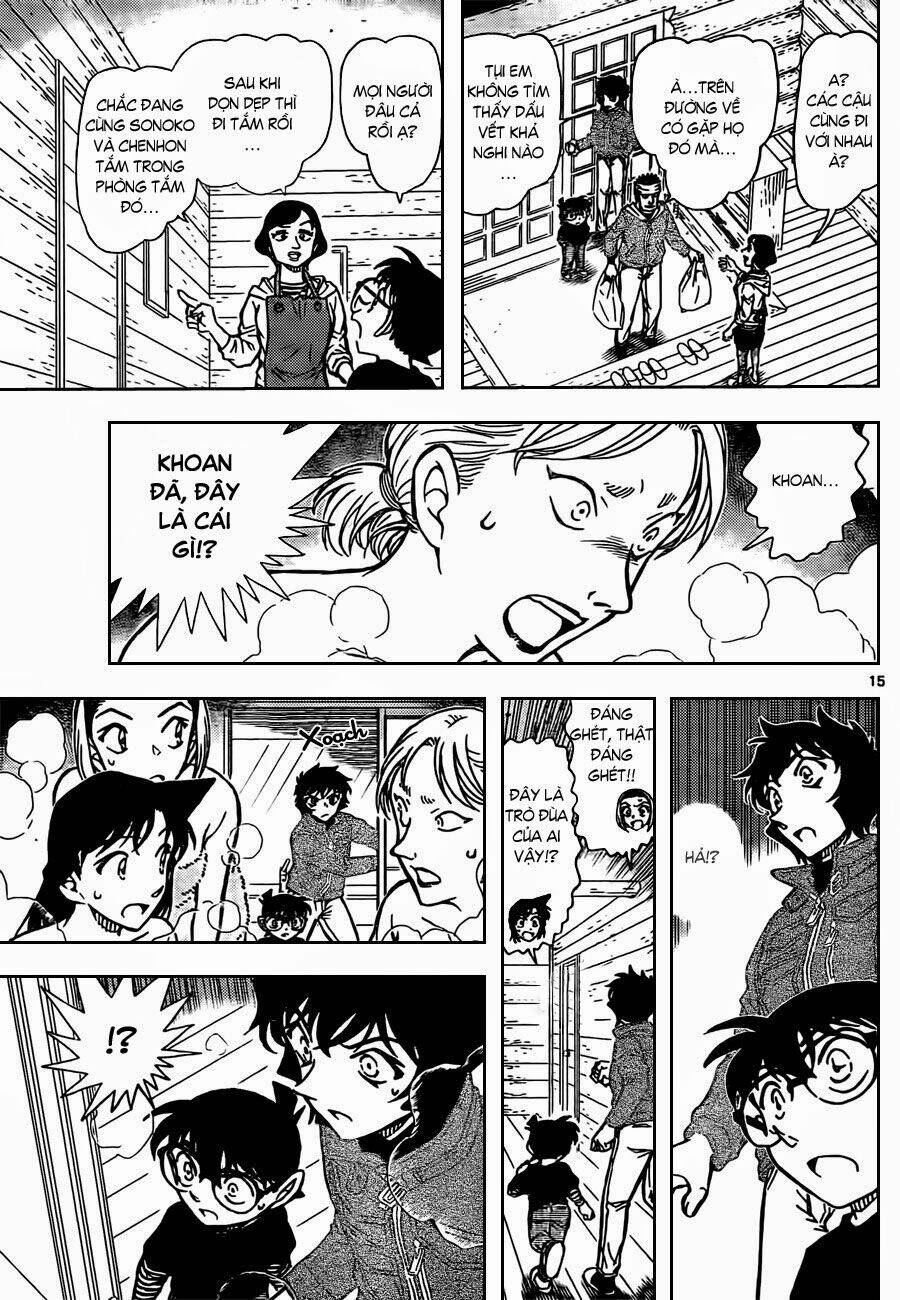 A?
CÁC CẬU
CÙNG ĐI
VỚI NHAU
À?
À...TRÊN
ĐƯỜNG VỀ
CÓ GẶP HỌ
ĐÓ MÀ...
TỤI EM
KHÔNG TÌM
THẤY DẤU
VẾT KHẢ
NGHI NÀO
...
MỌI NGƯỜI
ĐÂU CẢ
RỒI Ạ?
SAU KHI
DỌN DẸP THÌ
ĐI TẮM RỒI
...
CHẮC ĐANG
CÙNG SONOKO
VÀ CHENHON
TẮM TRONG
PHÒNG TẮM
ĐÓ...
KHOAN...
KHOAN
ĐÃ, ĐÂY
LÀ CÁI
GÌ!?
15
HẢ!?
ĐÁNG
GHÉT, THẬT
ĐÁNG
GHÉT!!
ĐÂY LÀ
TRÒ ĐÙA
CỦA AI
VẬY!?
Xoạch
!?